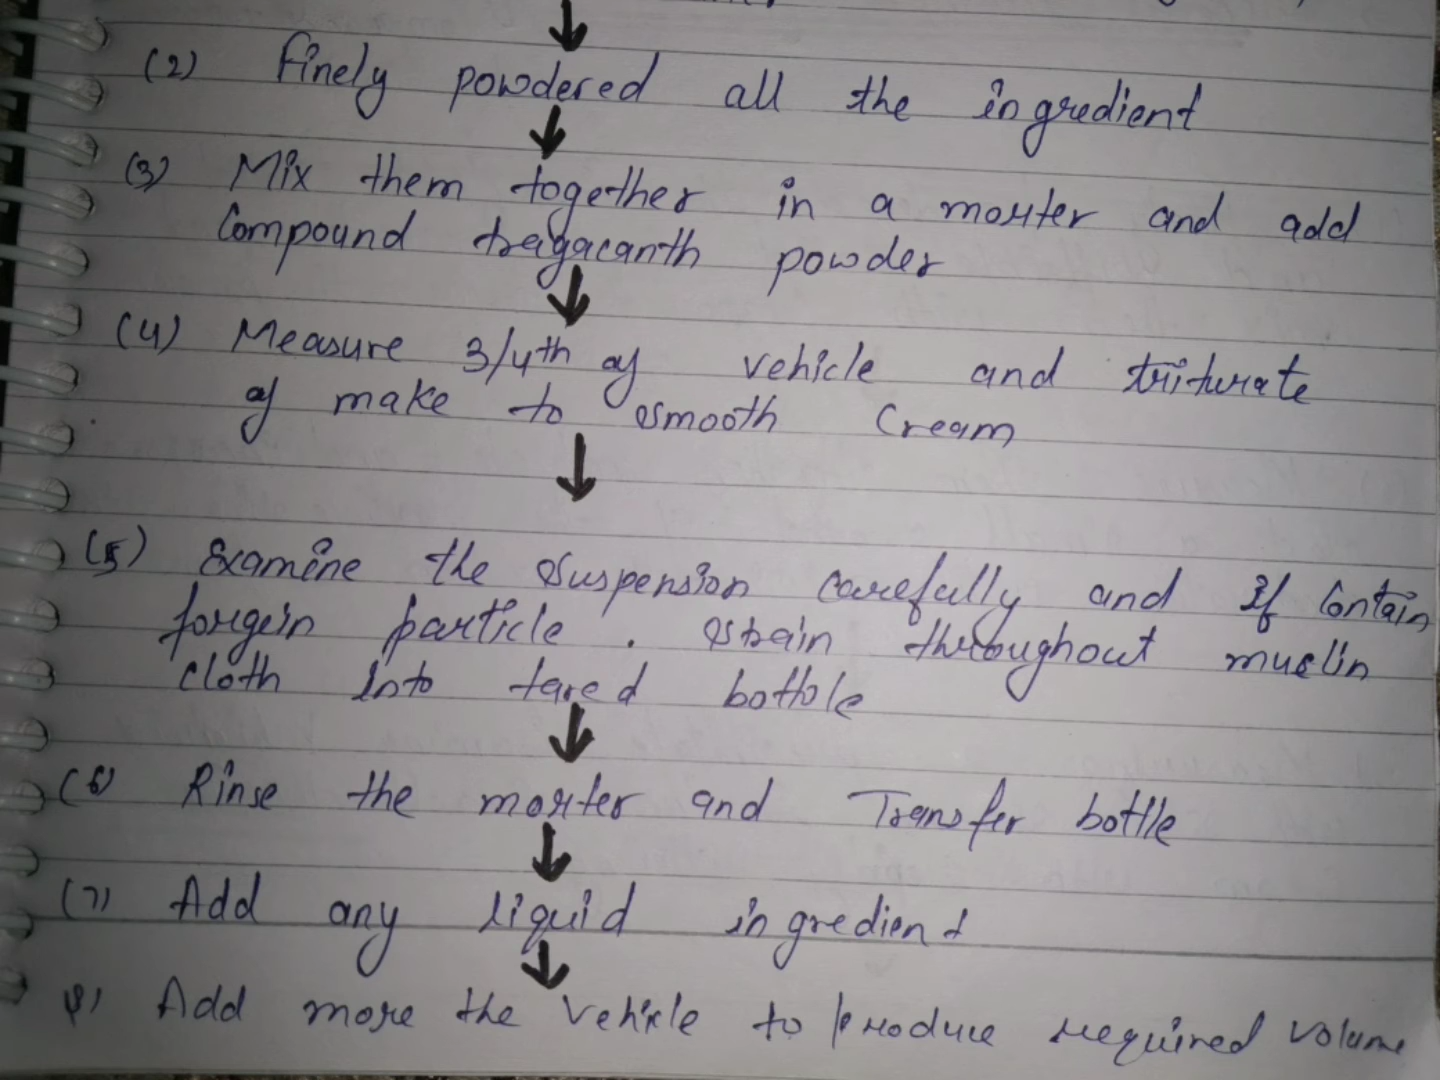 (2) Finely powdered all the ingredient
(3) Mix them together in a morter and add
Compound tragacanth powder
(4) Measure 3/4th of vehicle and triturate
of make to smooth Cream
(5) Examine the Suspension carefully and if Contain
forgein particle . strain throughout muslin
cloth Into tared bottole
(6) Rinse the morter and Transfer bottle
(7) Add any liquid ingredient
8) Add more the vehicle to produce required volume